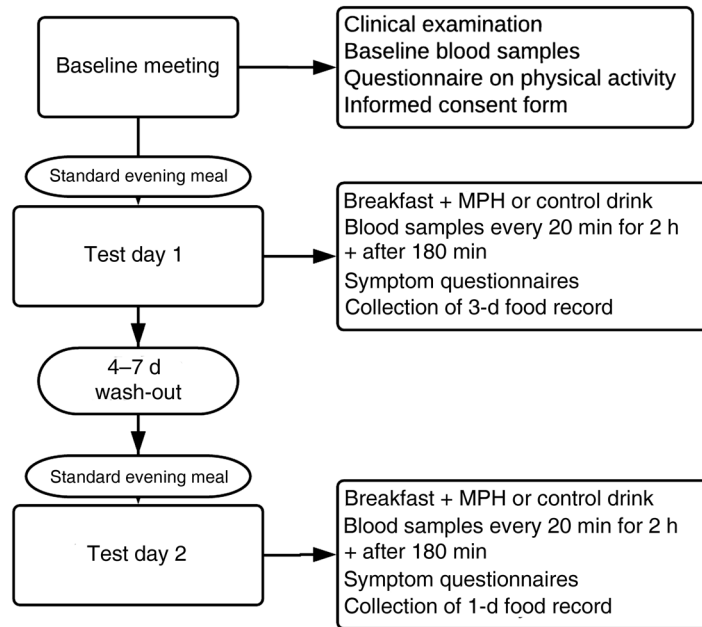 Baseline meeting
Clinical examination
Baseline blood samples
Questionnaire on physical activity
Informed consent form
Standard evening meal
Test day 1
Breakfast + MPH or control drink
Blood samples every 20 min for 2 h
+ after 180 min
Symptom questionnaires
Collection of 3-d food record
4–7 d
wash-out
Standard evening meal
Test day 2
Breakfast + MPH or control drink
Blood samples every 20 min for 2 h
+ after 180 min
Symptom questionnaires
Collection of 1-d food record